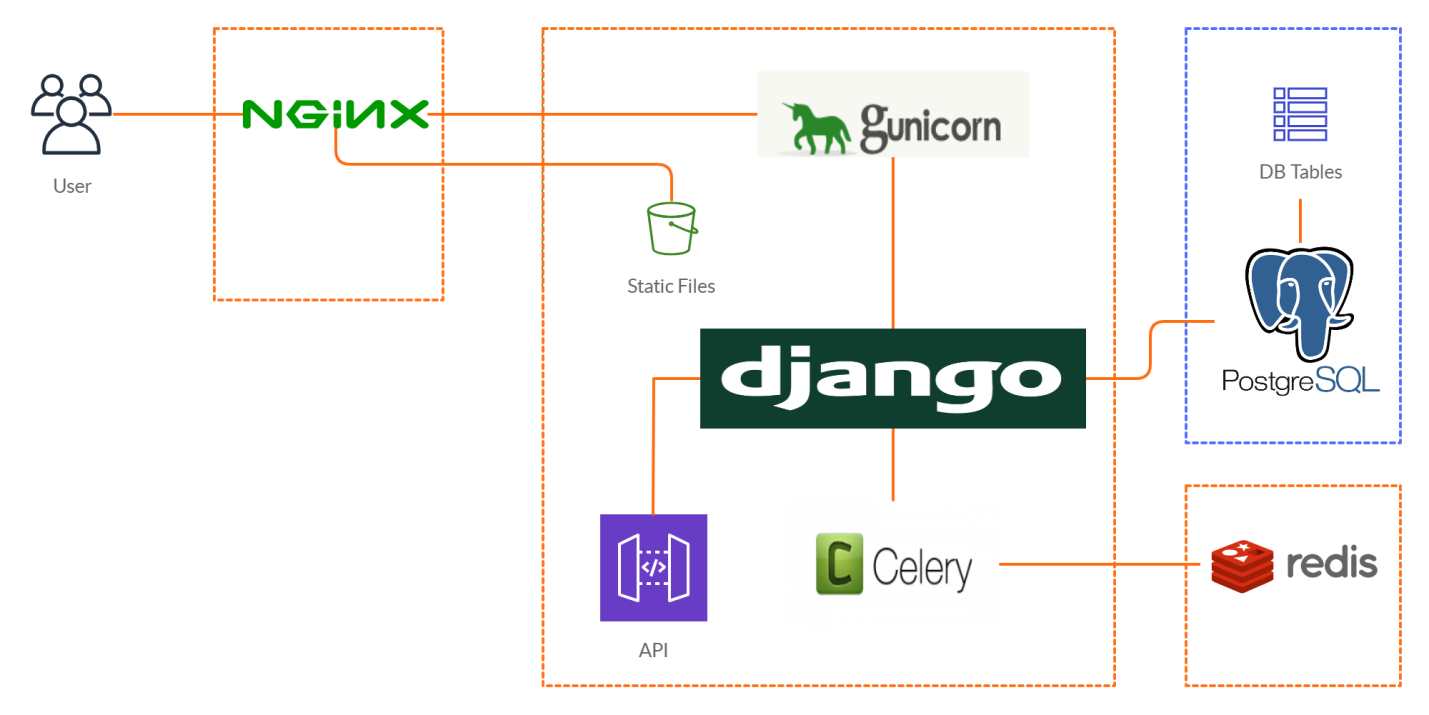 NGiNX
gunicorn
DB Tables
User
Static Files
django
PostgreSQL
C Celery
redis
</>
API